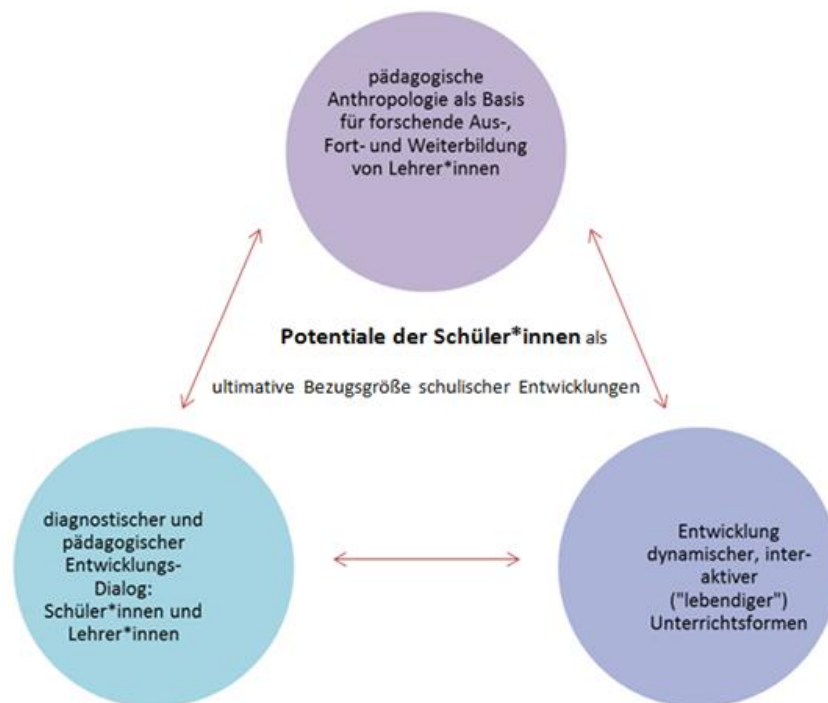 pädagogische
Anthropologie als Basis
für forschende Aus-,
Fort- und Weiterbildung
von Lehrer*innen
Potentiale der Schüler*innen als
ultimative Bezugsgröße schulischer Entwicklungen
diagnostischer und
pädagogischer
Entwicklungs-
Dialog:
Schüler*innen und
Lehrer*innen
Entwicklung
dynamischer, inter-
aktiver
("lebendiger")
Unterrichtsformen